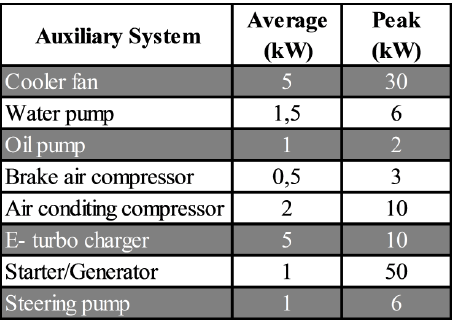 Auxiliary System Average (kW) Peak (kW)
Cooler fan 5 30
Water pump 1,5 6
Oil pump 1 2
Brake air compressor 0,5 3
Air conditing compressor 2 10
E- turbo charger 5 10
Starter/Generator 1 50
Steering pump 1 6